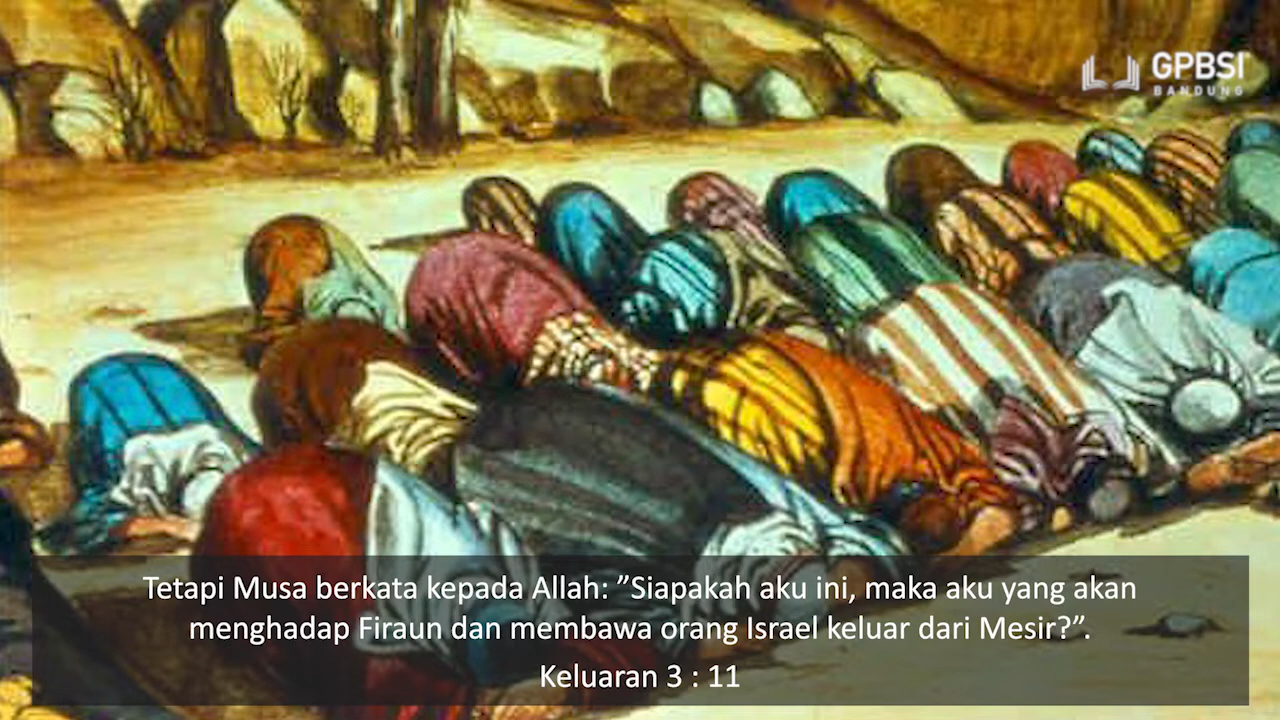 GPBSI
BANDUNG
Tetapi Musa berkata kepada Allah: ”Siapakah aku ini, maka aku yang akan
menghadap Firaun dan membawa orang Israel keluar dari Mesir?”.
Keluaran 3 : 11